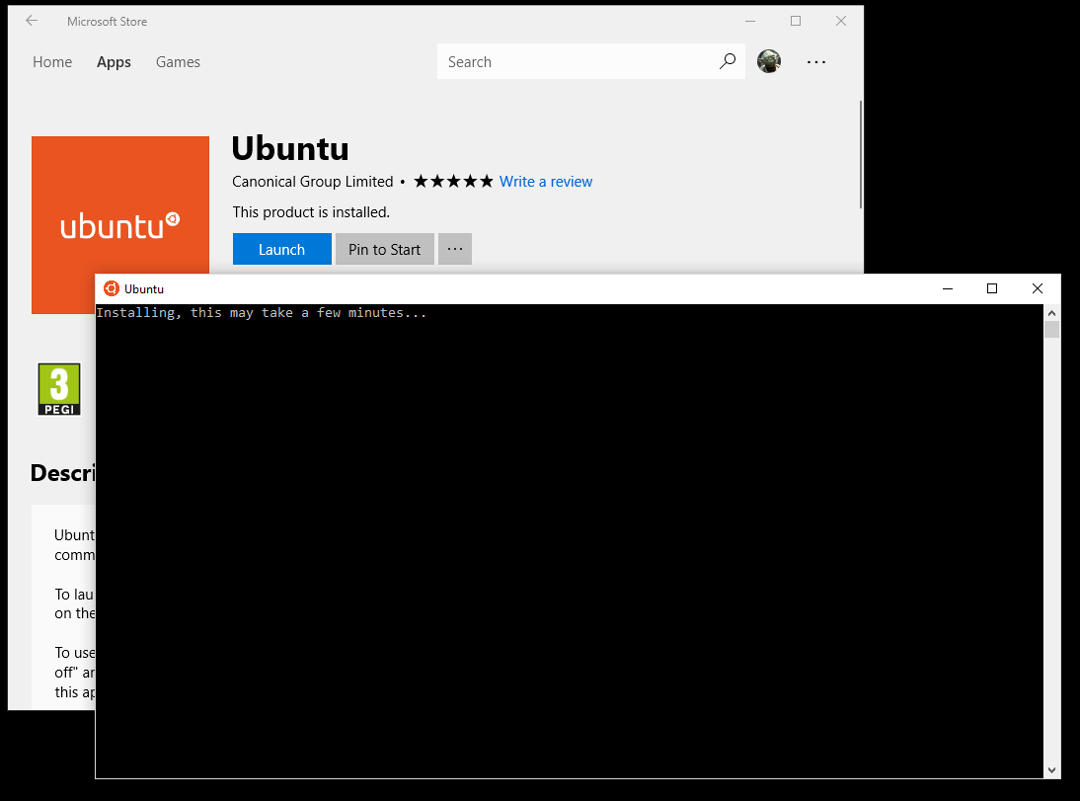 Microsoft Store
Home Apps Games
Search
ubuntu
Ubuntu
Canonical Group Limited • ★★★★★ Write a review
This product is installed.
Launch Pin to Start ...
Ubuntu
Installing, this may take a few minutes...
3
PEGI
Descri
Ubunt
comm
To lau
on the
To use
off" ar
this ap